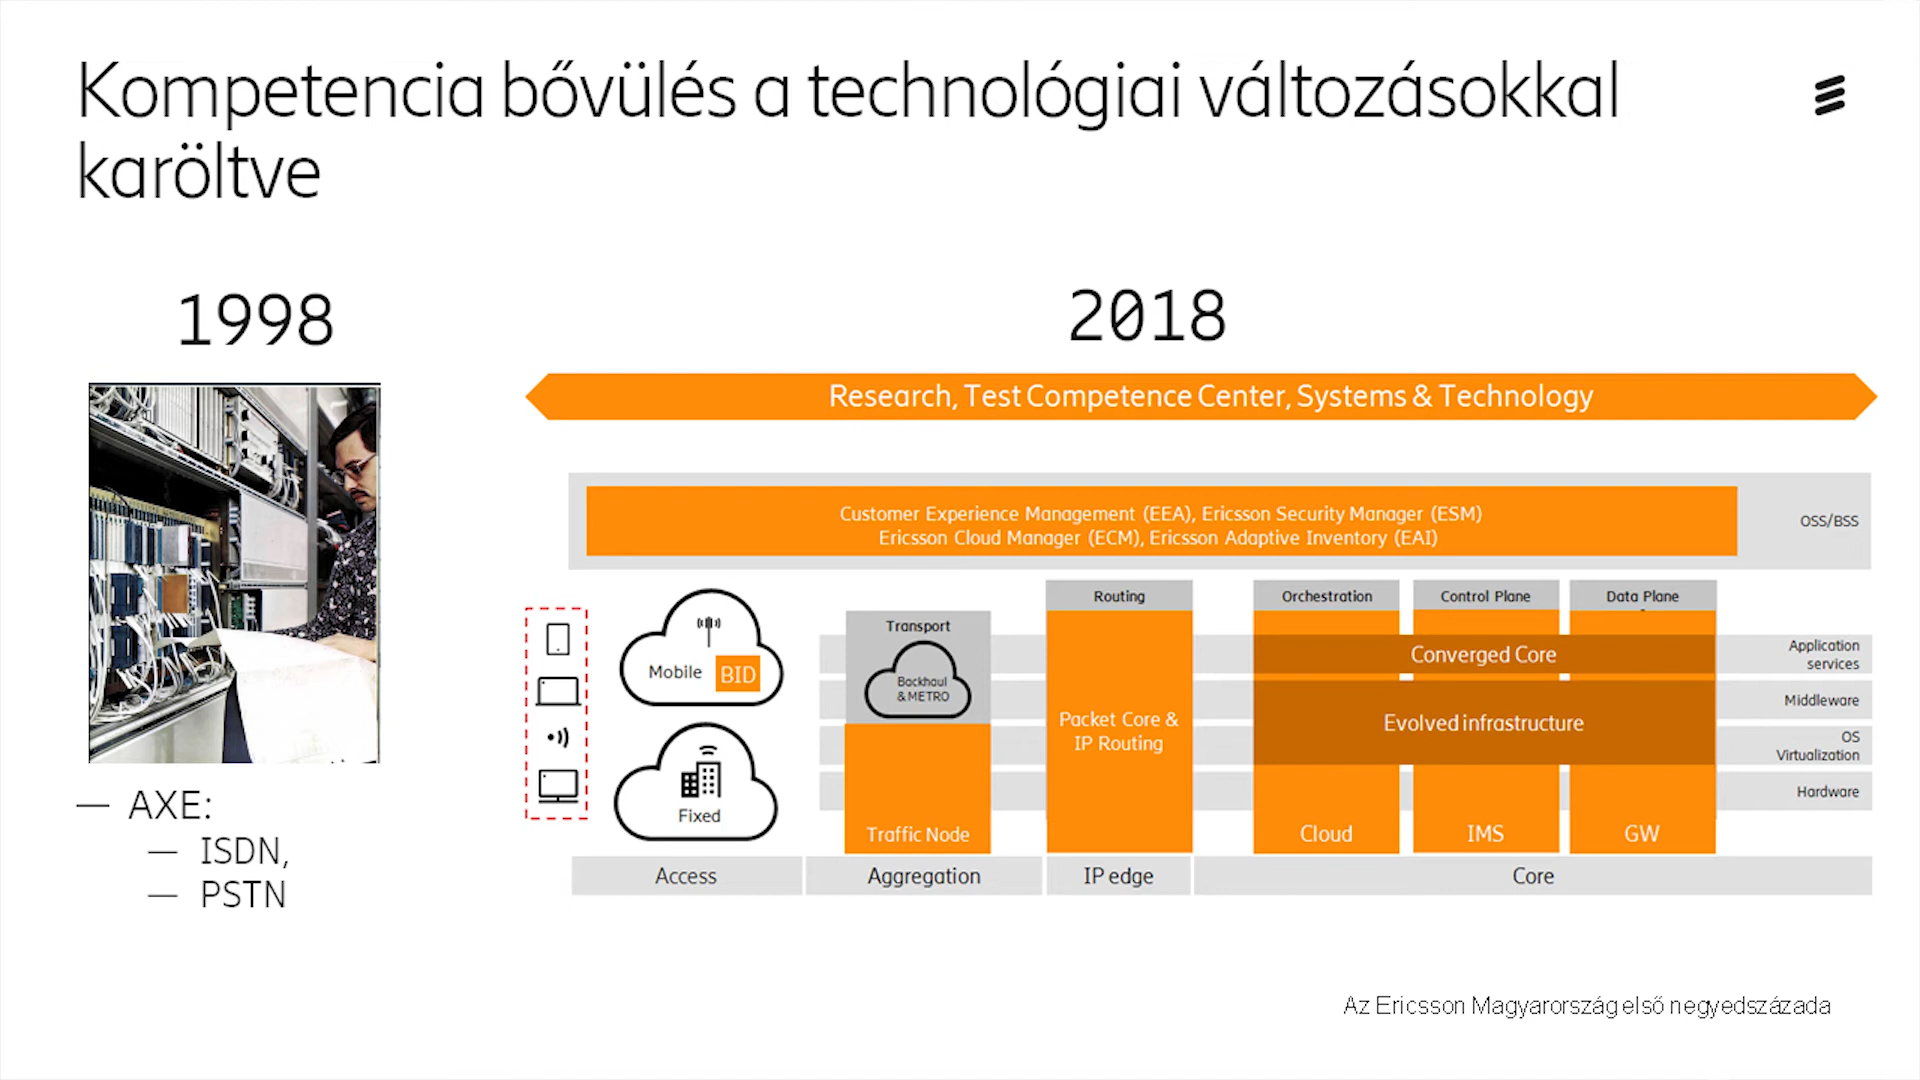 Kompetencia bővülés a technológiai változásokkal
karöltve
1998
— AXE:
— ISDN,
— PSTN
2018
Research, Test Competence Center, Systems & Technology
Customer Experience Management (EEA), Ericsson Security Manager (ESM)
Ericsson Cloud Manager (ECM), Ericsson Adaptive Inventory (EAI)
OSS/BSS
Mobile
BID
Fixed
Transport
Backhaul
& METRO
Traffic Node
Routing
Packet Core &
IP Routing
Orchestration
Control Plane
Data Plane
Converged Core
Evolved infrastructure
Cloud
IMS
GW
Application
services
Middleware
OS
Virtualization
Hardware
Access
Aggregation
IP edge
Core
Az Ericsson Magyarország első negyedszázada